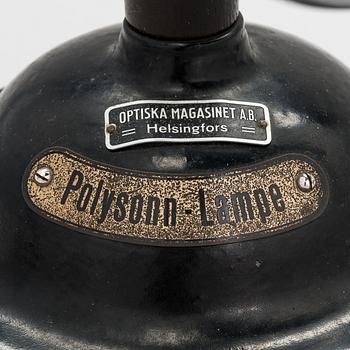 OPTISKA MAGASINET A.B.
Helsingfors
Polysonn-Lampe